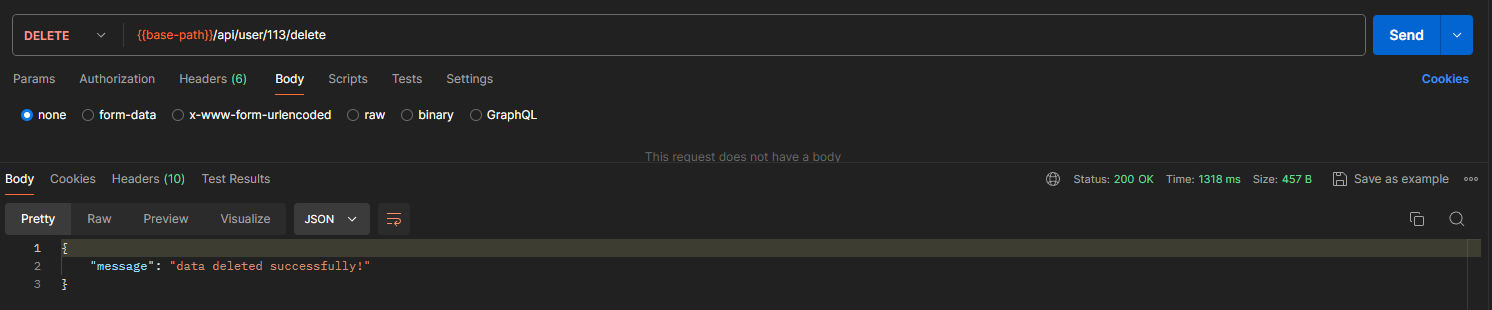 DELETE {{base-path}}/api/user/113/delete Send
Params Authorization Headers (6) Body Scripts Tests Settings Cookies
none form-data x-www-form-urlencoded raw binary GraphQL
This request does not have a body
Body Cookies Headers (10) Test Results Status: 200 OK Time: 1318 ms Size: 457 B Save as example
Pretty Raw Preview Visualize JSON
1 {
2 "message": "data deleted successfully!"
3 }